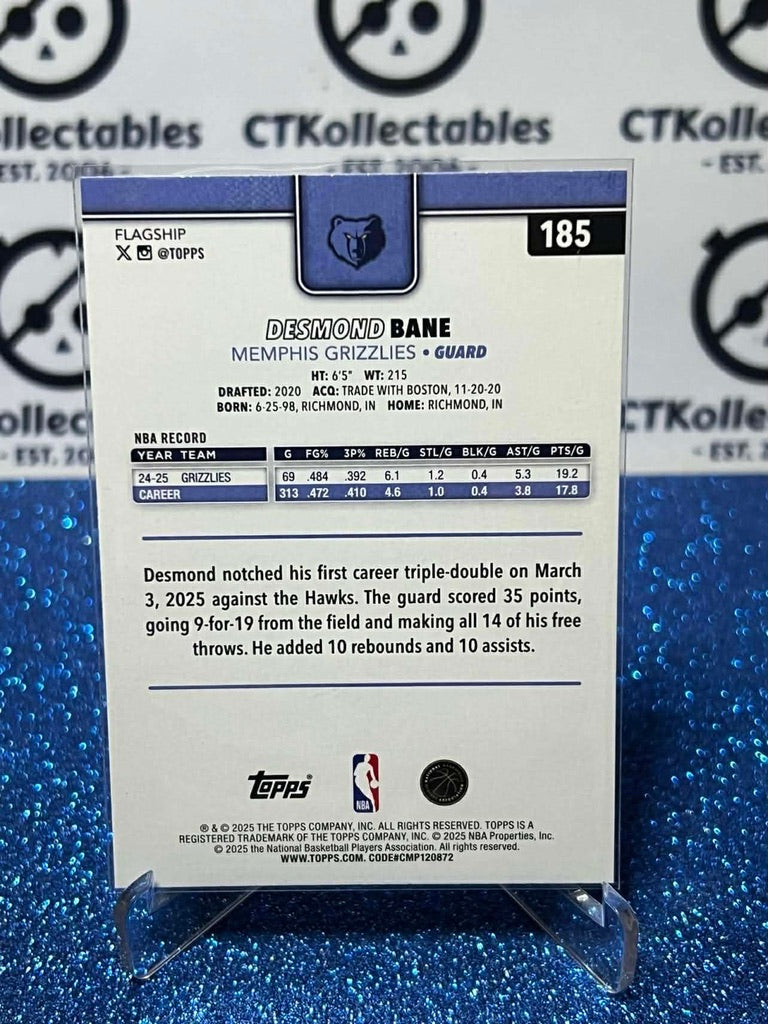 llectables CTKollectables CTKolle
EST. 2006 - EST. 2006 - - EST.
FLAGSHIP
X @TOPPS
185
DESMOND BANE
MEMPHIS GRIZZLIES • GUARD
HT: 6'5" WT: 215
DRAFTED: 2020 ACQ: TRADE WITH BOSTON, 11-20-20
BORN: 6-25-98, RICHMOND, IN HOME: RICHMOND, IN
ollec CTKolle
- EST. 20 - EST.
NBA RECORD
YEAR TEAM G FG% 3P% REB/G STL/G BLK/G AST/G PTS/G
24-25 GRIZZLIES 69 .484 .392 6.1 1.2 0.4 5.3 19.2
CAREER 313 .472 .410 4.6 1.0 0.4 3.8 17.8
Desmond notched his first career triple-double on March
3, 2025 against the Hawks. The guard scored 35 points,
going 9-for-19 from the field and making all 14 of his free
throws. He added 10 rebounds and 10 assists.
Topps®
NBA
® & © 2025 THE TOPPS COMPANY, INC. ALL RIGHTS RESERVED. TOPPS IS A
REGISTERED TRADEMARK OF THE TOPPS COMPANY, INC. © 2025 NBA Properties, Inc.
© 2025 the National Basketball Players Association. All rights reserved.
WWW.TOPPS.COM. CODE#CMP120872